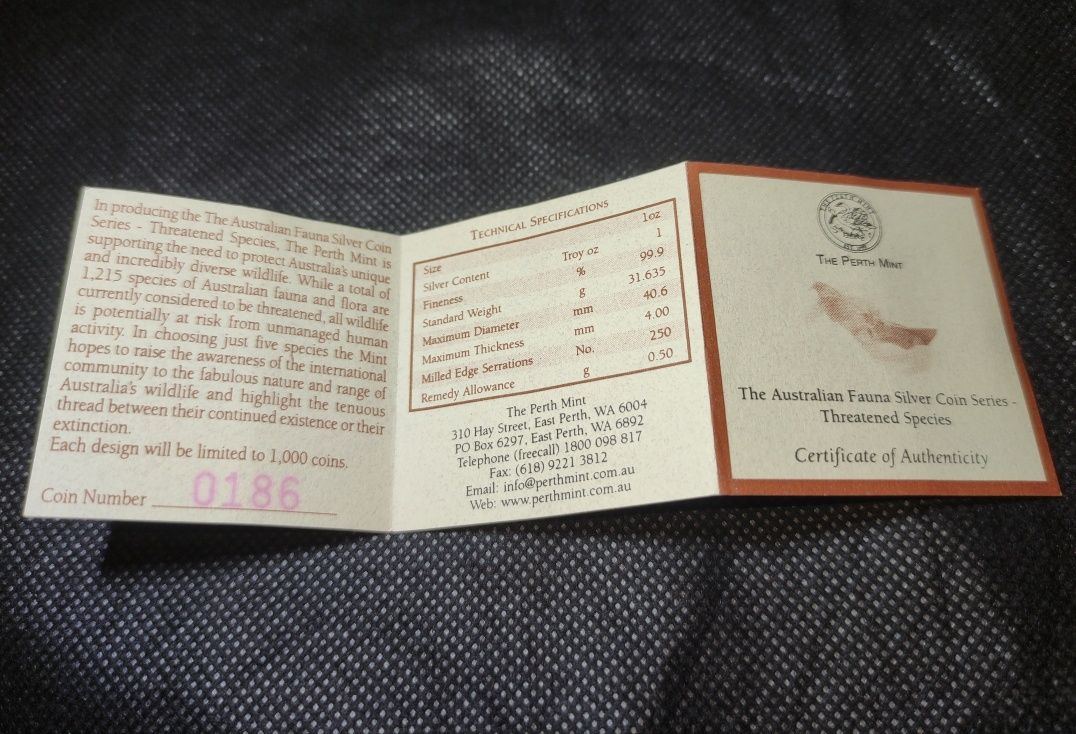 In producing the The Australian Fauna Silver Coin
Series - Threatened Species, The Perth Mint is
supporting the need to protect Australia's unique
and incredibly diverse wildlife. While a total of
1,215 species of Australian fauna and flora are
currently considered to be threatened, all wildlife
is potentially at risk from unmanaged human
activity. In choosing just five species the Mint
hopes to raise the awareness of the international
community to the fabulous nature and range of
Australia's wildlife and highlight the tenuous
thread between their continued existence or their
extinction.
Each design will be limited to 1,000 coins.
Coin Number 0186
TECHNICAL SPECIFICATIONS
Size 1oz
Silver Content Troy oz 1
Fineness % 99.9
Standard Weight g 31.635
Maximum Diameter mm 40.6
Maximum Thickness mm 4.00
Milled Edge Serrations No. 250
Remedy Allowance g 0.50
The Perth Mint
310 Hay Street, East Perth, WA 6004
PO Box 6297, East Perth, WA 6892
Telephone (freecall) 1800 098 817
Fax: (618) 9221 3812
Email: info@perthmint.com.au
Web: www.perthmint.com.au
THE PERTH MINT
THE PERTH MINT
The Australian Fauna Silver Coin Series -
Threatened Species
Certificate of Authenticity